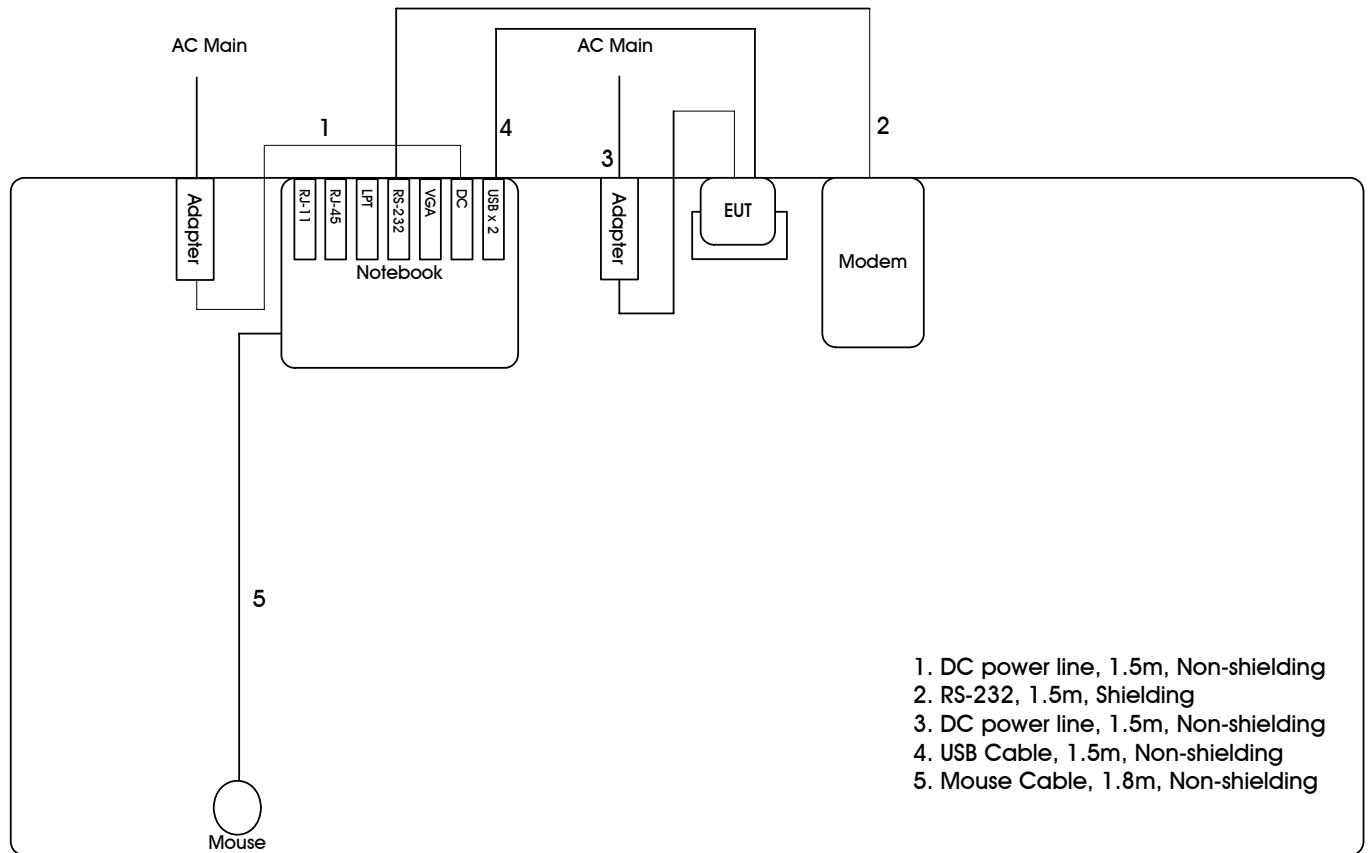 AC Main
AC Main
1
4
2
3
Adapter
RJ-11
RJ-45
LPT
RS-232
VGA
DC
USB x 2
Notebook
Adapter
EUT
Modem
5
1. DC power line, 1.5m, Non-shielding
2. RS-232, 1.5m, Shielding
3. DC power line, 1.5m, Non-shielding
4. USB Cable, 1.5m, Non-shielding
5. Mouse Cable, 1.8m, Non-shielding
Mouse